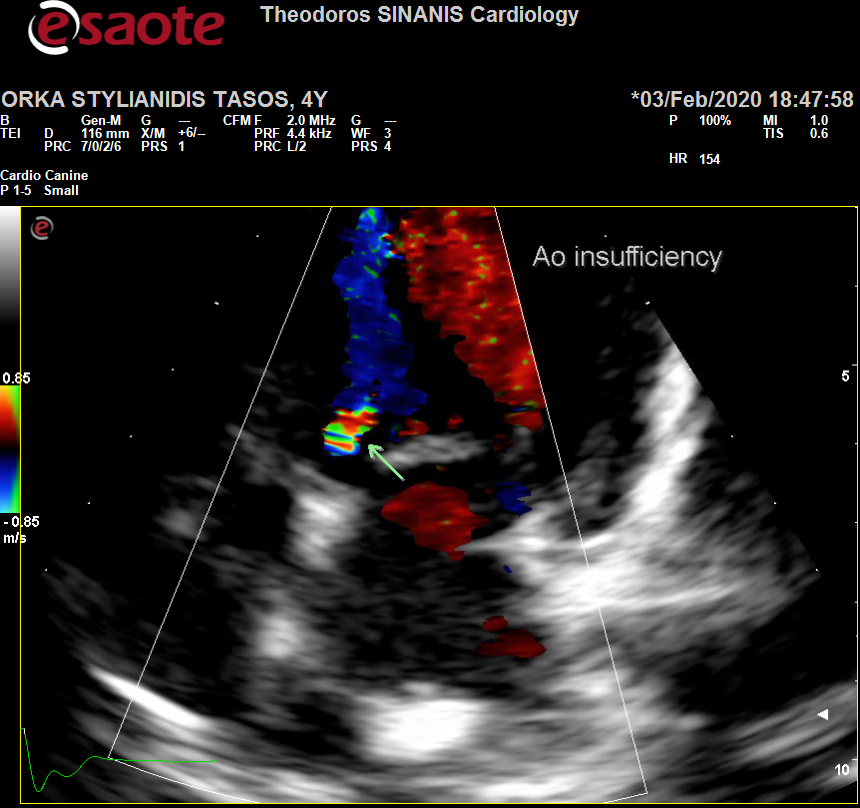 esaote
Theodoros SINANIS Cardiology
ORKA STYLIANIDIS TASOS, 4Y *03/Feb/2020 18:47:58
B Gen-M G --- CFM F 2.0 MHz G --- P 100% MI 1.0
TEI D 116 mm X/M +6/-- PRF 4.4 kHz WF 3 TIS 0.6
PRC 7/0/2/6 PRS 1 PRC L/2 PRS 4
HR 154
Cardio Canine
P 1-5 Small
e
Ao insufficiency
0.85
5
- 0.85
m/s
10